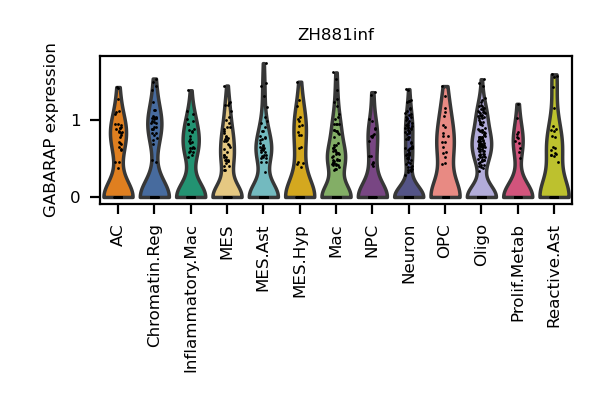 ZH881inf
GABARAP expression
1
0
AC
Chromatin.Reg
Inflammatory.Mac
MES
MES.Ast
MES.Hyp
Mac
NPC
Neuron
OPC
Oligo
Prolif.Metab
Reactive.Ast